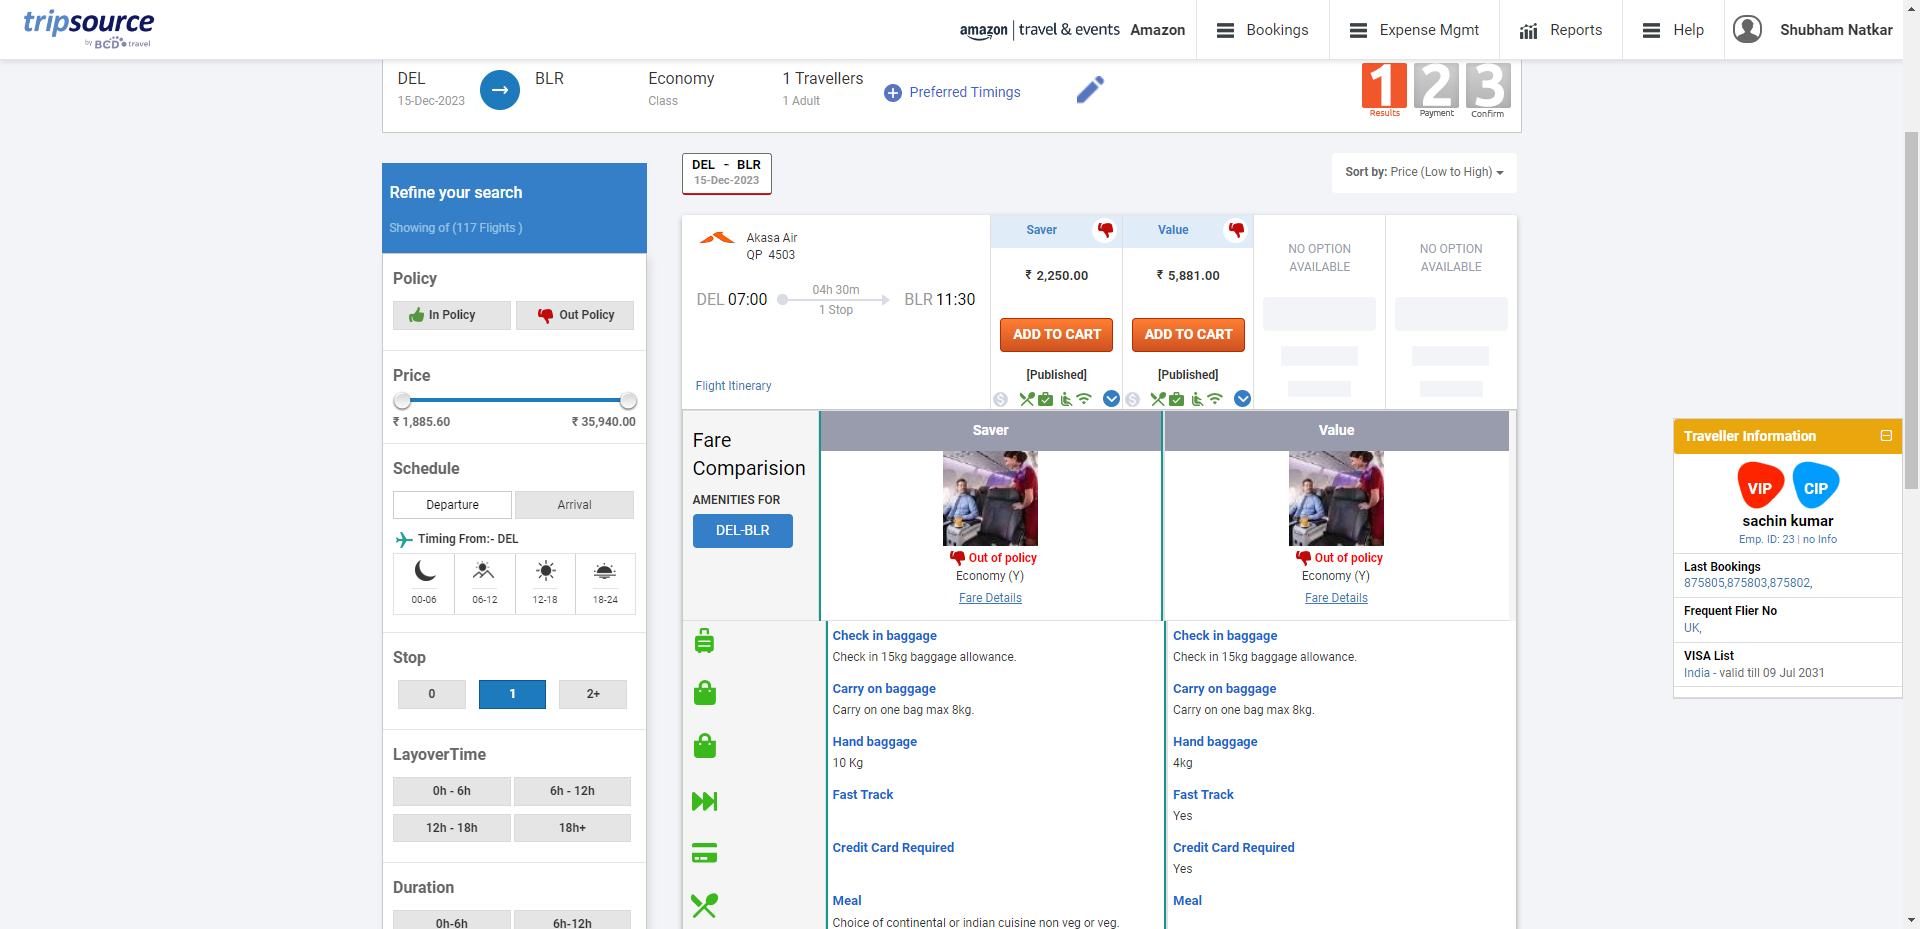 tripsource
by BCD travel
amazon | travel & events Amazon
Bookings
Expense Mgmt
Reports
Help
Shubham Natkar
DEL
15-Dec-2023
BLR
Economy
Class
1 Travellers
1 Adult
Preferred Timings
1 2 3
Results Payment Confirm
Refine your search
Showing of (117 Flights )
Policy
In Policy
Out Policy
Price
₹ 1,885.60
₹ 35,940.00
Schedule
Departure
Arrival
Timing From:- DEL
00-06
06-12
12-18
18-24
Stop
0
1
2+
LayoverTime
0h - 6h
6h - 12h
12h - 18h
18h+
Duration
0h-6h
6h-12h
DEL - BLR
15-Dec-2023
Sort by: Price (Low to High)
Akasa Air
QP 4503
DEL 07:00
04h 30m
1 Stop
BLR 11:30
Flight Itinerary
Saver
₹ 2,250.00
ADD TO CART
[Published]
Value
₹ 5,881.00
ADD TO CART
[Published]
NO OPTION
AVAILABLE
NO OPTION
AVAILABLE
Fare
Comparision
AMENITIES FOR
DEL-BLR
Saver
Out of policy
Economy (Y)
Fare Details
Value
Out of policy
Economy (Y)
Fare Details
Check in baggage
Check in 15kg baggage allowance.
Check in baggage
Check in 15kg baggage allowance.
Carry on baggage
Carry on one bag max 8kg.
Carry on baggage
Carry on one bag max 8kg.
Hand baggage
10 Kg
Hand baggage
4kg
Fast Track
Fast Track
Yes
Credit Card Required
Credit Card Required
Yes
Meal
Choice of continental or indian cuisine non veg or veg.
Meal
Traveller Information
VIP
CIP
sachin kumar
Emp. ID: 23 | no Info
Last Bookings
875805,875803,875802,
Frequent Flier No
UK,
VISA List
India - valid till 09 Jul 2031